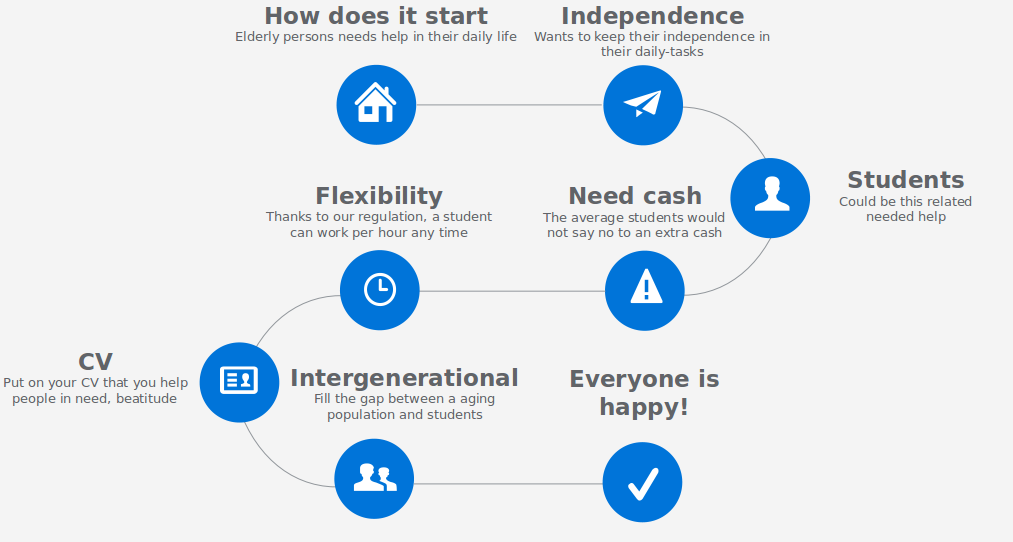 How does it start
Elderly persons needs help in their daily life
Independence
Wants to keep their independence in
their daily-tasks
Students
Could be this related
needed help
Need cash
The average students would
not say no to an extra cash
Flexibility
Thanks to our regulation, a student
can work per hour any time
CV
Put on your CV that you help
people in need, beatitude
Intergenerational
Fill the gap between a aging
population and students
Everyone is
happy!